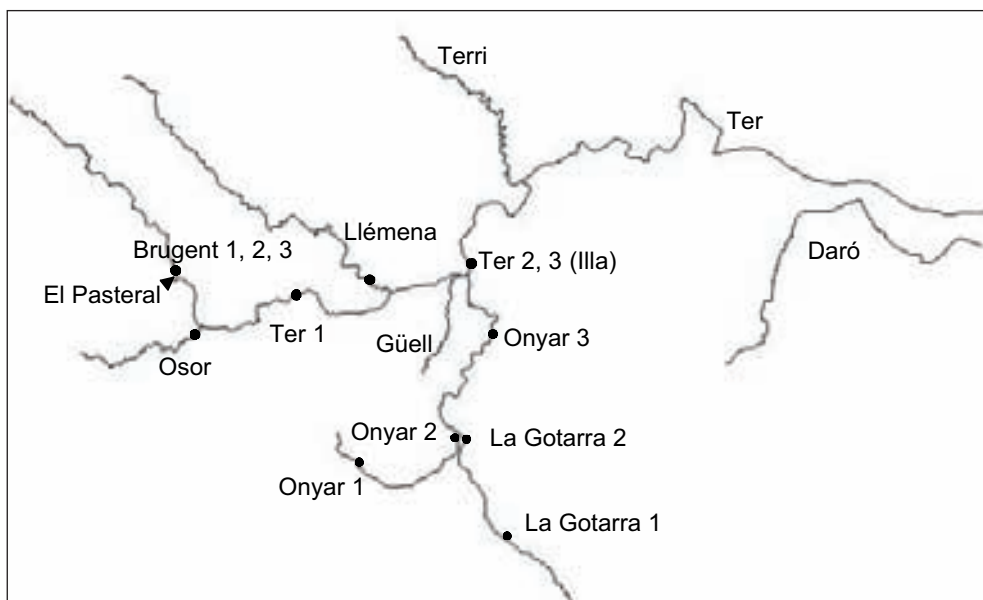 Terri
Ter
Llémena
Brugent 1, 2, 3
Ter 2, 3 (Illa)
Daró
El Pasteral
Ter 1
Güell
Onyar 3
Osor
Onyar 2
La Gotarra 2
Onyar 1
La Gotarra 1